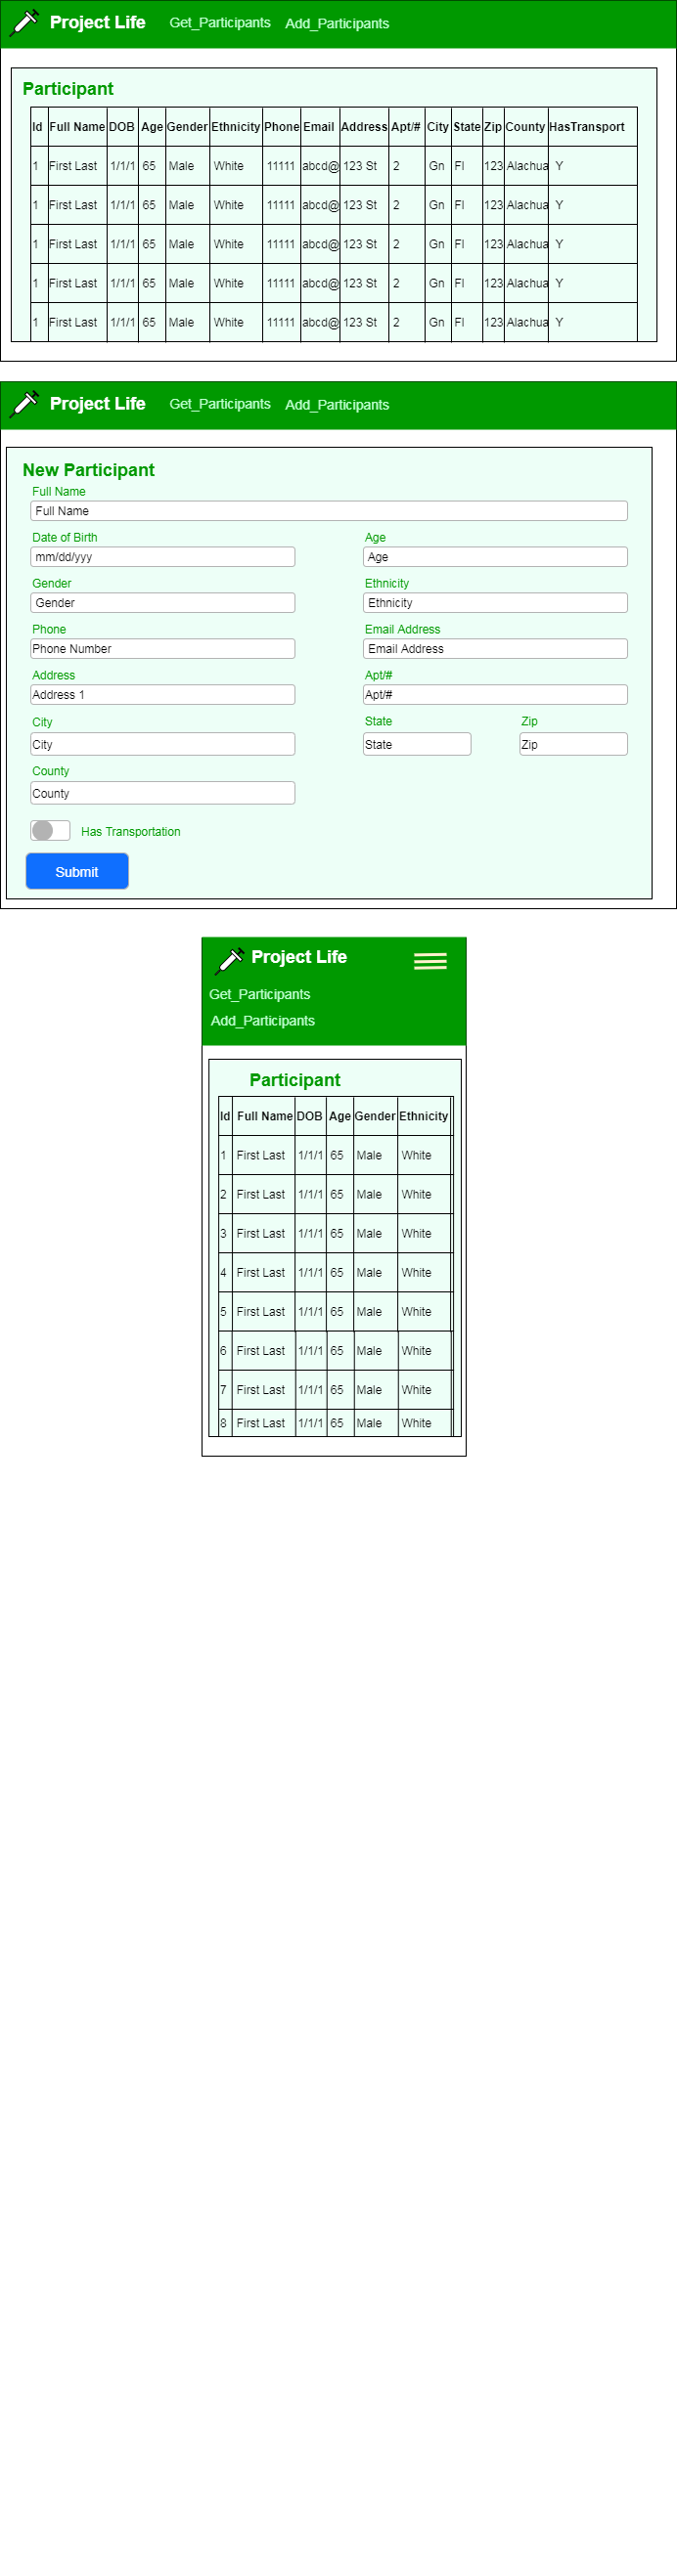 Project Life Get_Participants Add_Participants
Participant
Id Full Name DOB Age Gender Ethnicity Phone Email Address Apt/# City State Zip County HasTransport
1 First Last 1/1/1 65 Male White 11111 abcd@ 123 St 2 Gn Fl 123 Alachua Y
1 First Last 1/1/1 65 Male White 11111 abcd@ 123 St 2 Gn Fl 123 Alachua Y
1 First Last 1/1/1 65 Male White 11111 abcd@ 123 St 2 Gn Fl 123 Alachua Y
1 First Last 1/1/1 65 Male White 11111 abcd@ 123 St 2 Gn Fl 123 Alachua Y
1 First Last 1/1/1 65 Male White 11111 abcd@ 123 St 2 Gn Fl 123 Alachua Y
Project Life Get_Participants Add_Participants
New Participant
Full Name
Full Name
Date of Birth Age
mm/dd/yyy Age
Gender Ethnicity
Gender Ethnicity
Phone Email Address
Phone Number Email Address
Address Apt/#
Address 1 Apt/#
City State Zip
City State Zip
County
County
Has Transportation
Submit
Project Life
Get_Participants
Add_Participants
Participant
Id Full Name DOB Age Gender Ethnicity
1 First Last 1/1/1 65 Male White
2 First Last 1/1/1 65 Male White
3 First Last 1/1/1 65 Male White
4 First Last 1/1/1 65 Male White
5 First Last 1/1/1 65 Male White
6 First Last 1/1/1 65 Male White
7 First Last 1/1/1 65 Male White
8 First Last 1/1/1 65 Male White